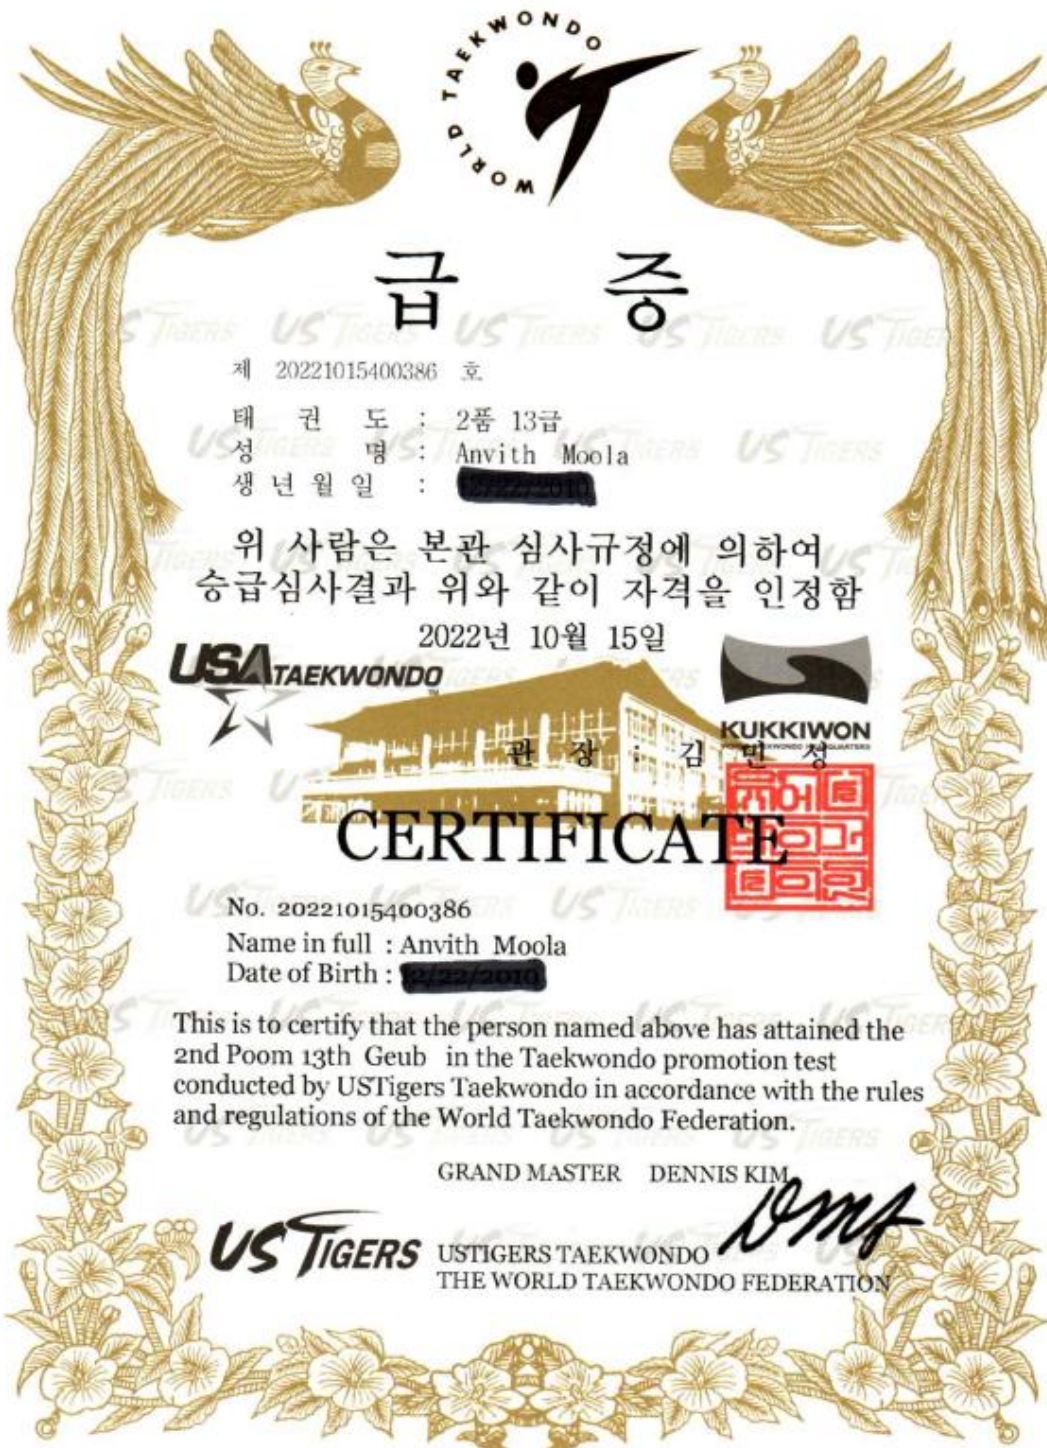 WORLD TAEKWONDO
급 증
제 20221015400386 호
태 권 도 : 2품 13급
성 명 : Anvith Moola
생 년 월 일 :
위 사람은 본관 심사규정에 의하여
승급심사결과 위와 같이 자격을 인정함
2022년 10월 15일
USA TAEKWONDO
KUKKIWON
관 장 : 김 민 성
CERTIFICATE
No. 20221015400386
Name in full : Anvith Moola
Date of Birth :
This is to certify that the person named above has attained the
2nd Poom 13th Geub in the Taekwondo promotion test
conducted by USTigers Taekwondo in accordance with the rules
and regulations of the World Taekwondo Federation.
GRAND MASTER DENNIS KIM
US TIGERS
USTIGERS TAEKWONDO
THE WORLD TAEKWONDO FEDERATION